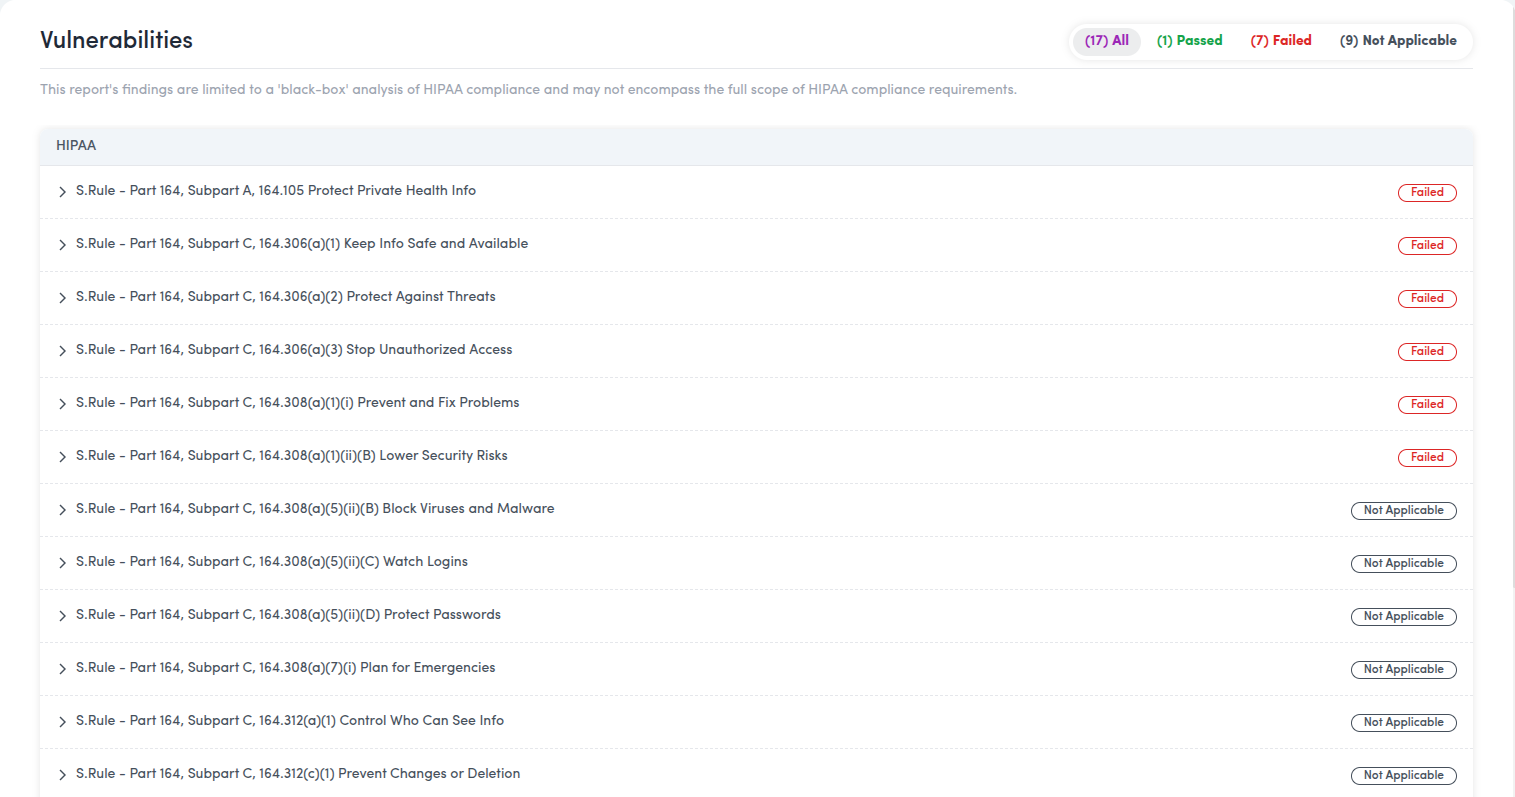 Vulnerabilities
(17) All (1) Passed (7) Failed (9) Not Applicable
This report's findings are limited to a 'black-box' analysis of HIPAA compliance and may not encompass the full scope of HIPAA compliance requirements.
HIPAA
S.Rule - Part 164, Subpart A, 164.105 Protect Private Health Info Failed
S.Rule - Part 164, Subpart C, 164.306(a)(1) Keep Info Safe and Available Failed
S.Rule - Part 164, Subpart C, 164.306(a)(2) Protect Against Threats Failed
S.Rule - Part 164, Subpart C, 164.306(a)(3) Stop Unauthorized Access Failed
S.Rule - Part 164, Subpart C, 164.308(a)(1)(i) Prevent and Fix Problems Failed
S.Rule - Part 164, Subpart C, 164.308(a)(1)(ii)(B) Lower Security Risks Failed
S.Rule - Part 164, Subpart C, 164.308(a)(5)(ii)(B) Block Viruses and Malware Not Applicable
S.Rule - Part 164, Subpart C, 164.308(a)(5)(ii)(C) Watch Logins Not Applicable
S.Rule - Part 164, Subpart C, 164.308(a)(5)(ii)(D) Protect Passwords Not Applicable
S.Rule - Part 164, Subpart C, 164.308(a)(7)(i) Plan for Emergencies Not Applicable
S.Rule - Part 164, Subpart C, 164.312(a)(1) Control Who Can See Info Not Applicable
S.Rule - Part 164, Subpart C, 164.312(c)(1) Prevent Changes or Deletion Not Applicable